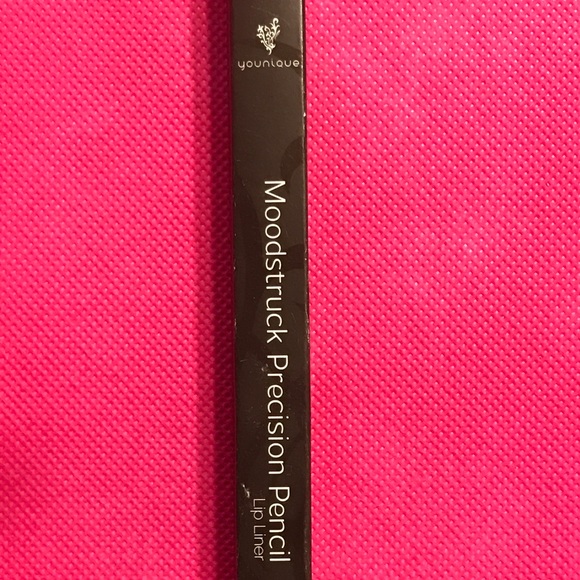 younique
Moodstruck Precision Pencil
Lip Liner